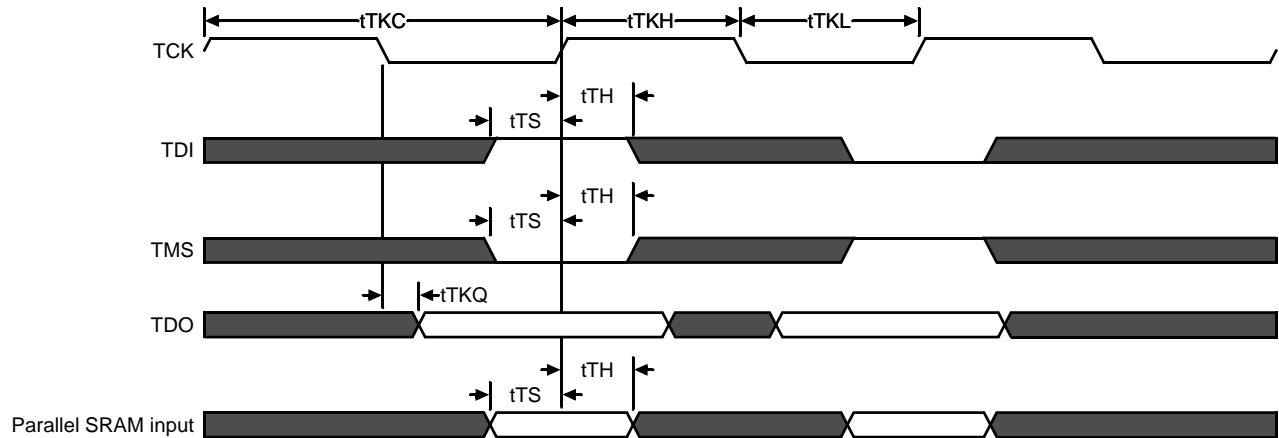 tTKC tTKH tTKL
TCK
tTH
tTS
TDI
tTH
tTS
TMS
tTKQ
TDO
tTH
tTS
Parallel SRAM input